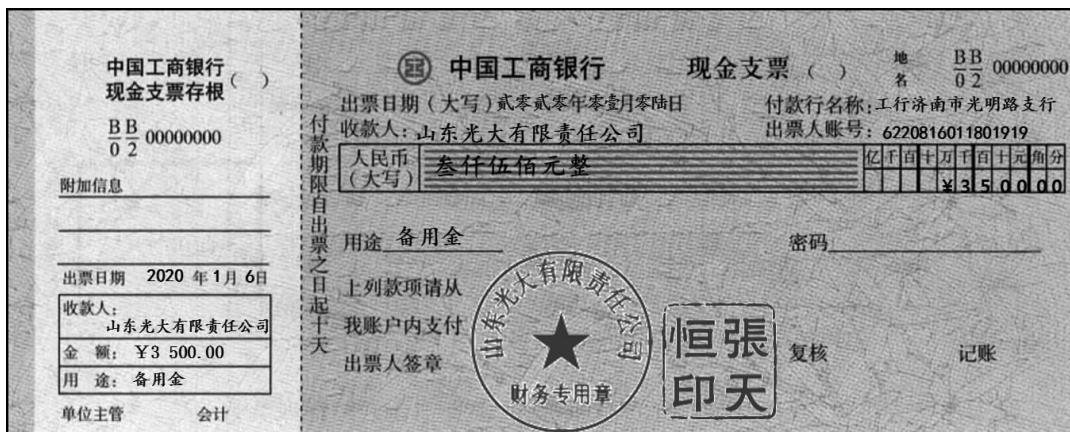 中国工商银行
现金支票存根（ ）
BB
02 00000000
附加信息
出票日期 2020 年 1 月 6日
收款人：
山东光大有限责任公司
金 额： ￥3 500.00
用 途： 备用金
单位主管 会计
付款期限自出票之日起十天
中国工商银行 现金支票（ ） 地名 BB
02 00000000
出票日期（大写）贰零贰零年零壹月零陆日 付款行名称：工行济南市光明路支行
收款人：山东光大有限责任公司 出票人账号：6220816011801919
人民币（大写） 叁仟伍佰元整 亿千百十万千百十元角分
￥350000
用途 备用金 密码
上列款项请从
我账户内支付
出票人签章
山东光大有限责任公司
财务专用章
恒張
印天
复核 记账